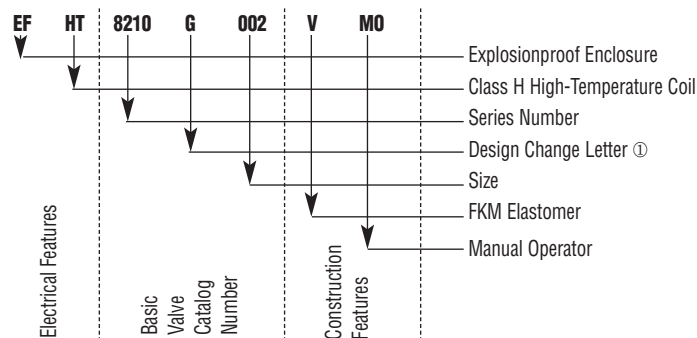 EF HT 8210 G 002 V MO
Explosionproof Enclosure
Class H High-Temperature Coil
Series Number
Design Change Letter ①
Size
FKM Elastomer
Manual Operator
Electrical Features
Basic
Valve
Catalog
Number
Construction
Features